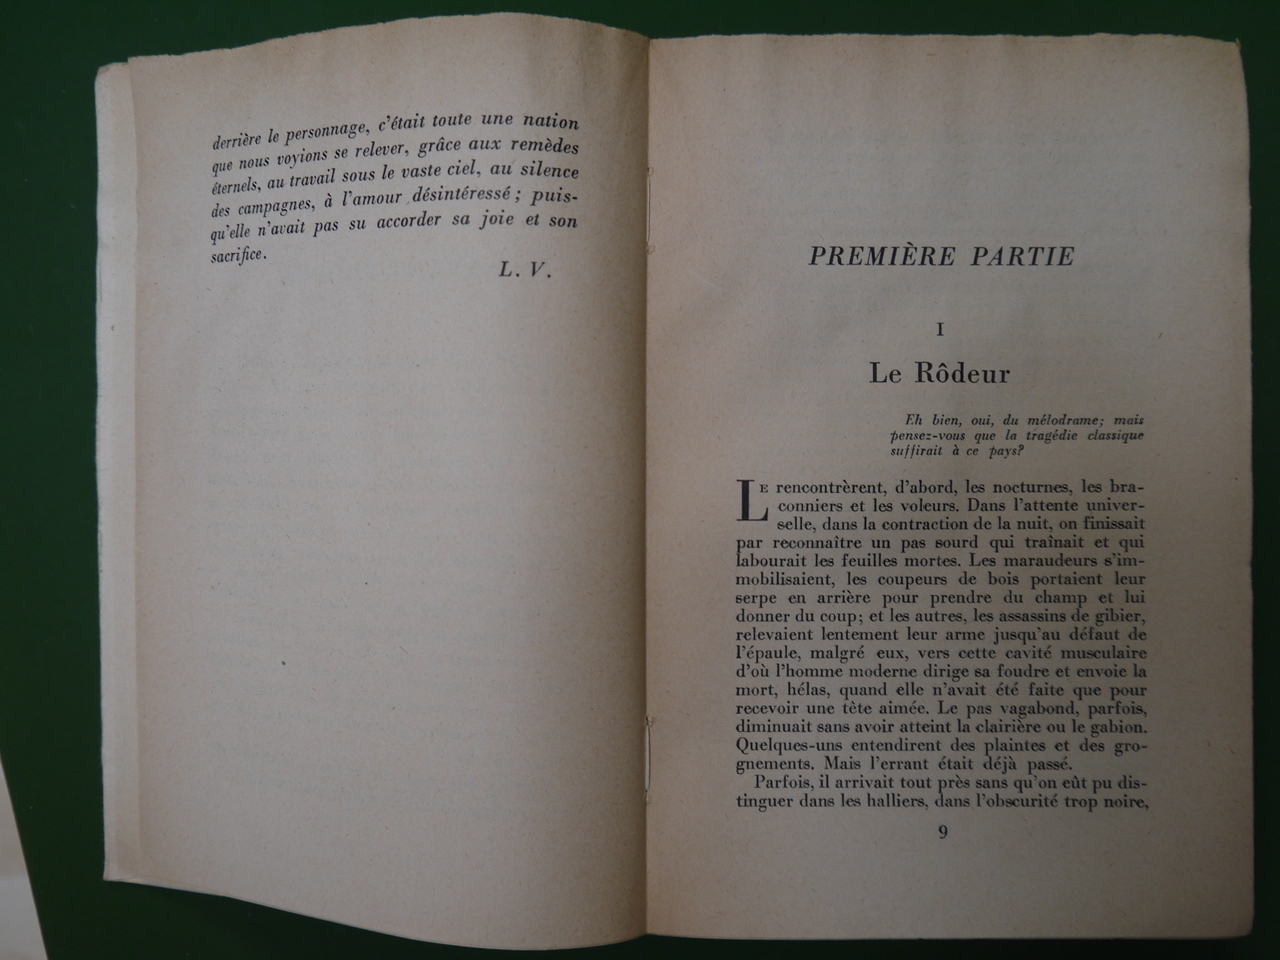 derrière le personnage, c'était toute une nation
que nous voyions se relever, grâce aux remèdes
éternels, au travail sous le vaste ciel, au silence
des campagnes, à l'amour désintéressé ; puis-
qu'elle n'avait pas su accorder sa joie et son
sacrifice.
L. V.
PREMIÈRE PARTIE
I
Le Rôdeur
Eh bien, oui, du mélodrame; mais
pensez-vous que la tragédie classique
suffirait à ce pays?
LE rencontrèrent, d'abord, les nocturnes, les bra-
conniers et les voleurs. Dans l'attente univer-
selle, dans la contraction de la nuit, on finissait
par reconnaître un pas sourd qui traînait et qui
labourait les feuilles mortes. Les maraudeurs s'im-
mobilisaient, les coupeurs de bois portaient leur
serpe en arrière pour prendre du champ et lui
donner du coup; et les autres, les assassins de gibier,
relevaient lentement leur arme jusqu'au défaut de
l'épaule, malgré eux, vers cette cavité musculaire
d'où l'homme moderne dirige sa foudre et envoie la
mort, hélas, quand elle n'avait été faite que pour
recevoir une tête aimée. Le pas vagabond, parfois,
diminuait sans avoir atteint la clairière ou le gabion.
Quelques-uns entendirent des plaintes et des gro-
gnements. Mais l'errant était déjà passé.
Parfois, il arrivait tout près sans qu'on eût pu dis-
tinguer dans les halliers, dans l'obscurité trop noire,
9